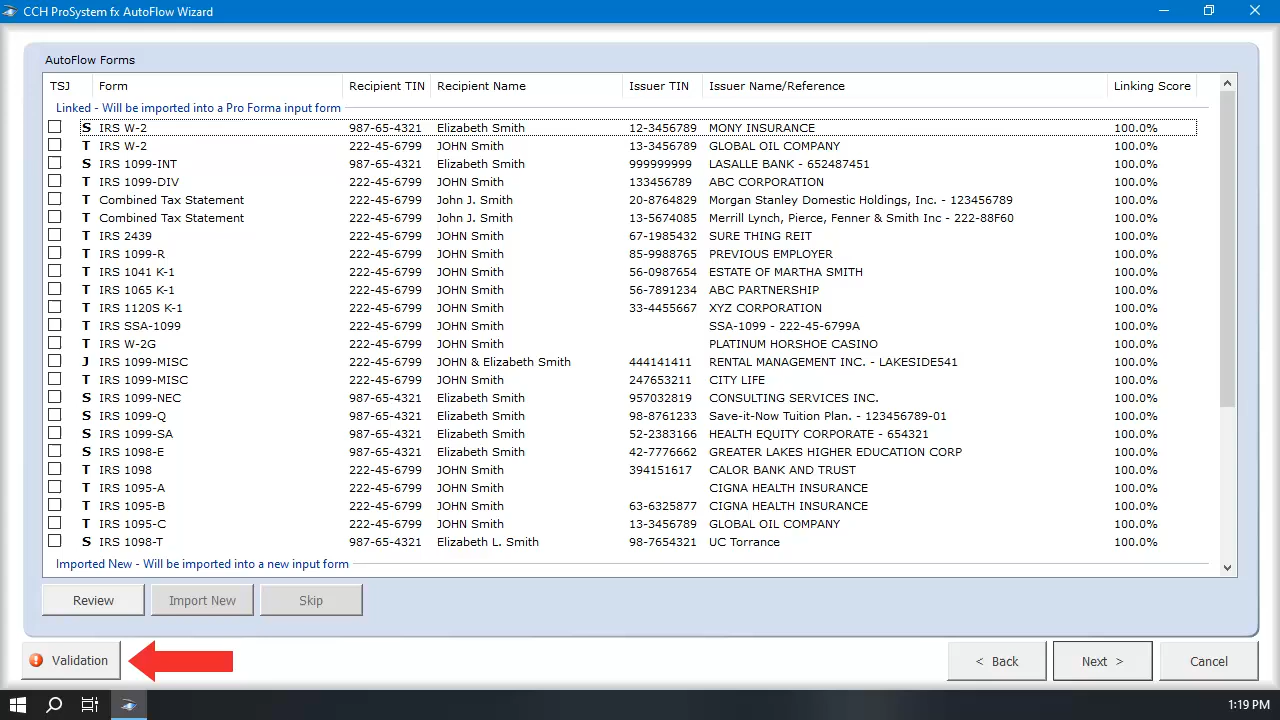 CCH ProSystem fx AutoFlow Wizard
AutoFlow Forms
TSJ Form Recipient TIN Recipient Name Issuer TIN Issuer Name/Reference Linking Score
Linked - Will be imported into a Pro Forma input form
S IRS W-2 987-65-4321 Elizabeth Smith 12-3456789 MONY INSURANCE 100.0%
T IRS W-2 222-45-6799 JOHN Smith 13-3456789 GLOBAL OIL COMPANY 100.0%
S IRS 1099-INT 987-65-4321 Elizabeth Smith 999999999 LASALLE BANK - 652487451 100.0%
T IRS 1099-DIV 222-45-6799 JOHN Smith 133456789 ABC CORPORATION 100.0%
T Combined Tax Statement 222-45-6799 John J. Smith 20-8764829 Morgan Stanley Domestic Holdings, Inc. - 123456789 100.0%
T Combined Tax Statement 222-45-6799 John J. Smith 13-5674085 Merrill Lynch, Pierce, Fenner & Smith Inc - 222-88F60 100.0%
T IRS 2439 222-45-6799 JOHN Smith 67-1985432 SURE THING REIT 100.0%
T IRS 1099-R 222-45-6799 JOHN Smith 85-9988765 PREVIOUS EMPLOYER 100.0%
T IRS 1041 K-1 222-45-6799 JOHN Smith 56-0987654 ESTATE OF MARTHA SMITH 100.0%
T IRS 1065 K-1 222-45-6799 JOHN Smith 56-7891234 ABC PARTNERSHIP 100.0%
T IRS 1120S K-1 222-45-6799 JOHN Smith 33-4455667 XYZ CORPORATION 100.0%
T IRS SSA-1099 222-45-6799 JOHN Smith SSA-1099 - 222-45-6799A 100.0%
T IRS W-2G 222-45-6799 JOHN Smith PLATINUM HORSHOE CASINO 100.0%
J IRS 1099-MISC 222-45-6799 JOHN & Elizabeth Smith 444141411 RENTAL MANAGEMENT INC. - LAKESIDE541 100.0%
T IRS 1099-MISC 222-45-6799 JOHN Smith 247653211 CITY LIFE 100.0%
S IRS 1099-NEC 987-65-4321 Elizabeth Smith 957032819 CONSULTING SERVICES INC. 100.0%
S IRS 1099-Q 987-65-4321 Elizabeth Smith 98-8761233 Save-it-Now Tuition Plan. - 123456789-01 100.0%
S IRS 1099-SA 987-65-4321 Elizabeth Smith 52-2383166 HEALTH EQUITY CORPORATE - 654321 100.0%
S IRS 1098-E 987-65-4321 Elizabeth Smith 42-7776662 GREATER LAKES HIGHER EDUCATION CORP 100.0%
T IRS 1098 222-45-6799 JOHN Smith 394151617 CALOR BANK AND TRUST 100.0%
T IRS 1095-A 222-45-6799 JOHN Smith CIGNA HEALTH INSURANCE 100.0%
T IRS 1095-B 222-45-6799 JOHN Smith 63-6325877 CIGNA HEALTH INSURANCE 100.0%
T IRS 1095-C 222-45-6799 JOHN Smith 13-3456789 GLOBAL OIL COMPANY 100.0%
S IRS 1098-T 987-65-4321 Elizabeth L. Smith 98-7654321 UC Torrance 100.0%
Imported New - Will be imported into a new input form
Review Import New Skip
Validation < Back Next > Cancel
1:19 PM